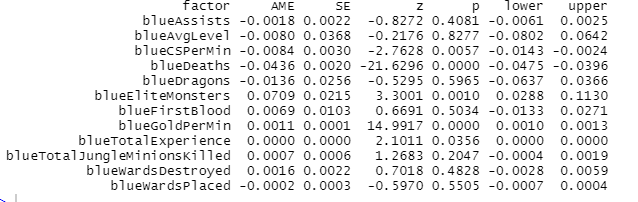 factor AME SE z p lower upper
blueAssists -0.0018 0.0022 -0.8272 0.4081 -0.0061 0.0025
blueAvgLevel -0.0080 0.0368 -0.2176 0.8277 -0.0802 0.0642
blueCSPerMin -0.0084 0.0030 -2.7628 0.0057 -0.0143 -0.0024
blueDeaths -0.0436 0.0020 -21.6296 0.0000 -0.0475 -0.0396
blueDragons -0.0136 0.0256 -0.5295 0.5965 -0.0637 0.0366
blueEliteMonsters 0.0709 0.0215 3.3001 0.0010 0.0288 0.1130
blueFirstBlood 0.0069 0.0103 0.6691 0.5034 -0.0133 0.0271
blueGoldPerMin 0.0011 0.0001 14.9917 0.0000 0.0010 0.0013
blueTotalExperience 0.0000 0.0000 2.1011 0.0356 0.0000 0.0000
blueTotalJungleMinionsKilled 0.0007 0.0006 1.2683 0.2047 -0.0004 0.0019
blueWardsDestroyed 0.0016 0.0022 0.7018 0.4828 -0.0028 0.0059
blueWardsPlaced -0.0002 0.0003 -0.5970 0.5505 -0.0007 0.0004